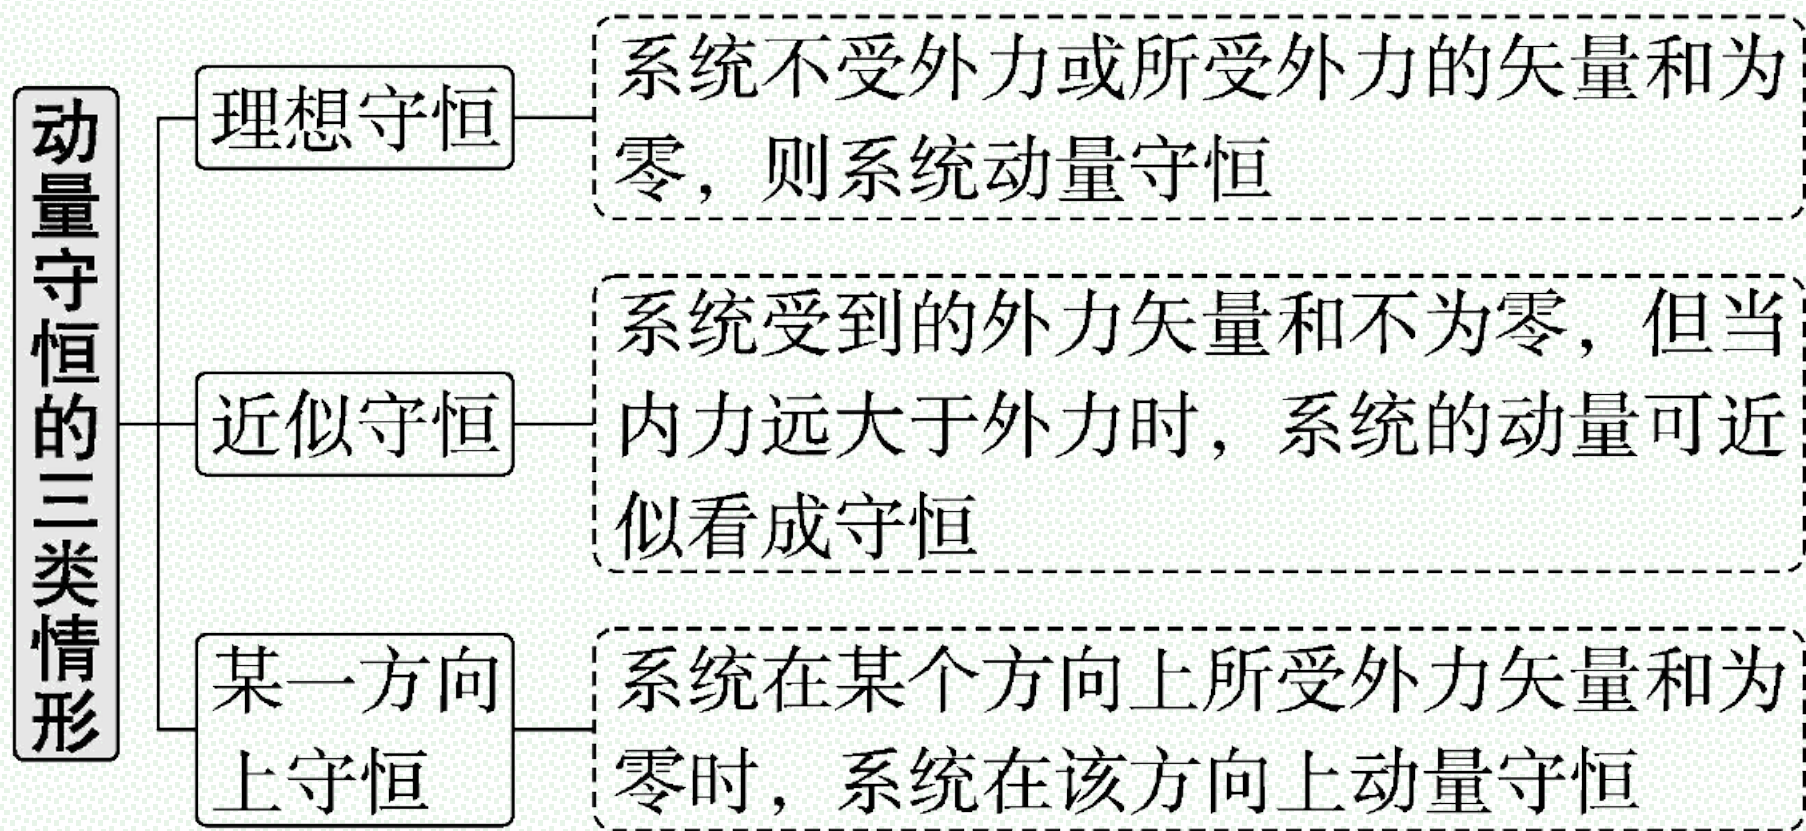 动量守恒的三类情形
理想守恒
系统不受外力或所受外力的矢量和为
零，则系统动量守恒
近似守恒
系统受到的外力矢量和不为零，但当
内力远大于外力时，系统的动量可近
似看成守恒
某一方向
上守恒
系统在某个方向上所受外力矢量和为
零时，系统在该方向上动量守恒